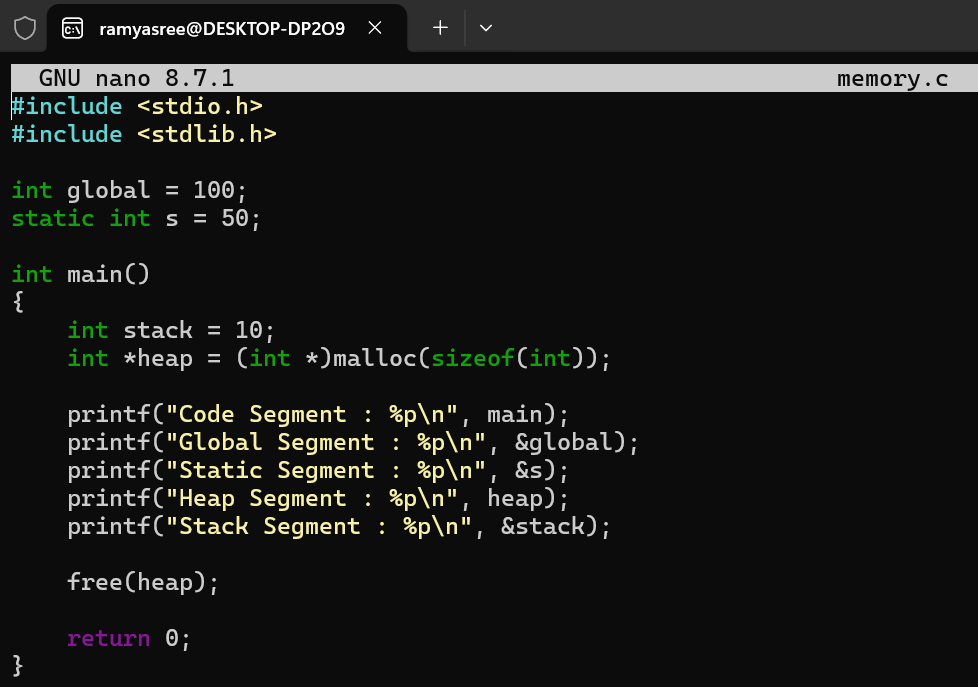 ramyasree@DESKTOP-DP2O9
GNU nano 8.7.1 memory.c
#include <stdio.h>
#include <stdlib.h>

int global = 100;
static int s = 50;

int main()
{
    int stack = 10;
    int *heap = (int *)malloc(sizeof(int));

    printf("Code Segment : %p\n", main);
    printf("Global Segment : %p\n", &global);
    printf("Static Segment : %p\n", &s);
    printf("Heap Segment : %p\n", heap);
    printf("Stack Segment : %p\n", &stack);

    free(heap);

    return 0;
}